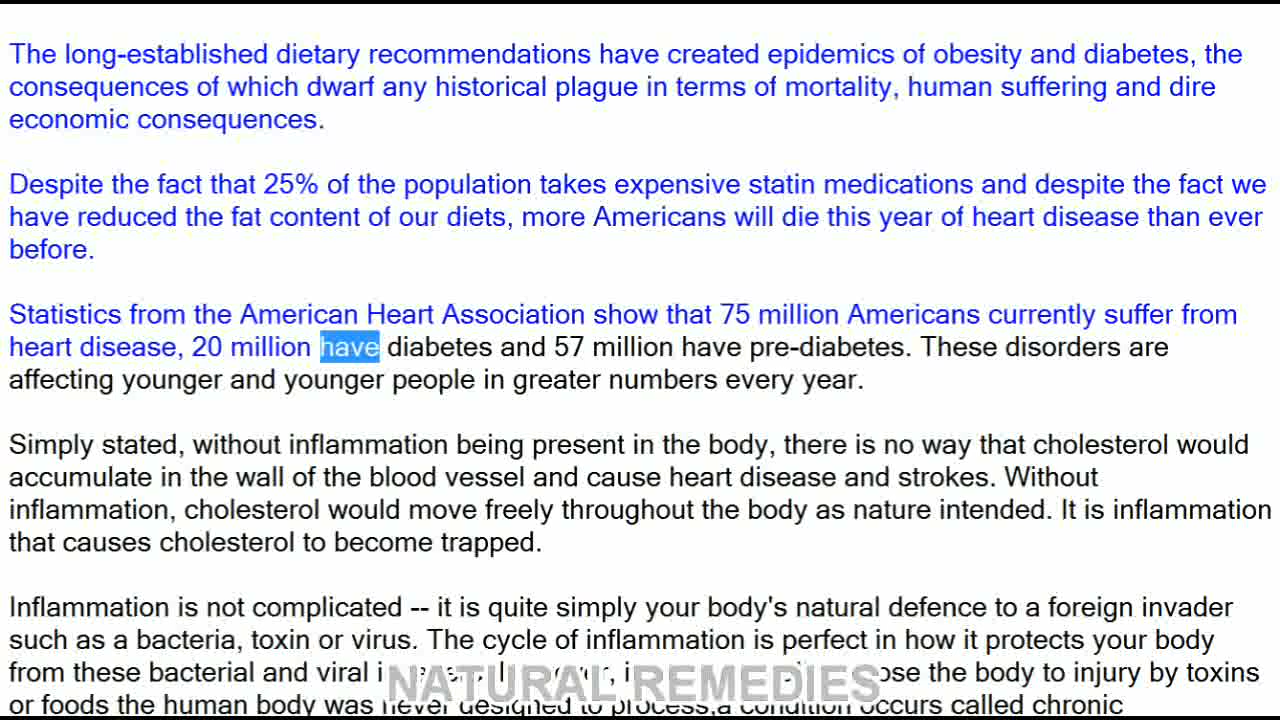 The long-established dietary recommendations have created epidemics of obesity and diabetes, the
consequences of which dwarf any historical plague in terms of mortality, human suffering and dire
economic consequences.
Despite the fact that 25% of the population takes expensive statin medications and despite the fact we
have reduced the fat content of our diets, more Americans will die this year of heart disease than ever
before.
Statistics from the American Heart Association show that 75 million Americans currently suffer from
heart disease, 20 million have diabetes and 57 million have pre-diabetes. These disorders are
affecting younger and younger people in greater numbers every year.
Simply stated, without inflammation being present in the body, there is no way that cholesterol would
accumulate in the wall of the blood vessel and cause heart disease and strokes. Without
inflammation, cholesterol would move freely throughout the body as nature intended. It is inflammation
that causes cholesterol to become trapped.
Inflammation is not complicated -- it is quite simply your body's natural defence to a foreign invader
such as a bacteria, toxin or virus. The cycle of inflammation is perfect in how it protects your body
from these bacterial and viral the body to injury by toxins
NATURAL REMEDIES
or foods the human body was never designed to process,a condition occurs called chronic